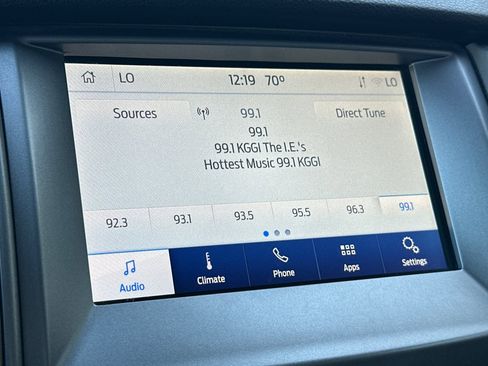 LO 12:19 70° LO
Sources 99.1 Direct Tune
99.1
99.1 KGGI The I.E.'s
Hottest Music 99.1 KGGI
92.3 93.1 93.5 95.5 96.3 99.1
Audio Climate Phone Apps Settings